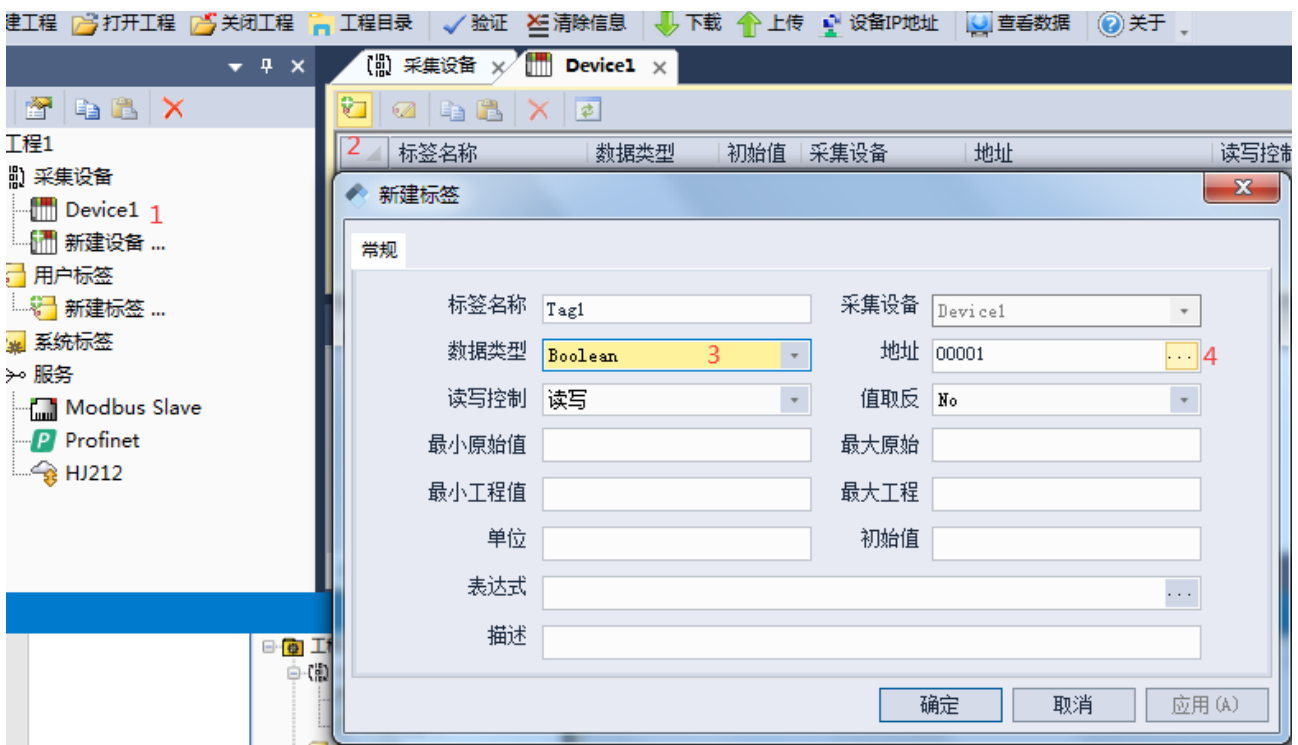 建工程 打开工程 关闭工程 工程目录 验证 清除信息 下载 上传 设备IP地址 查看数据 关于
采集设备 Device1
工程1
2 标签名称 数据类型 初始值 采集设备 地址 读写控制
采集设备
Device1 1
新建设备 ...
用户标签
新建标签 ...
系统标签
服务
Modbus Slave
Profinet
HJ212
新建标签
常规
标签名称 Tag1 采集设备 Device1
数据类型 Boolean 3 地址 00001 ... 4
读写控制 读写 值取反 No
最小原始值 最大原始
最小工程值 最大工程
单位 初始值
表达式 ...
描述
确定 取消 应用(A)
工